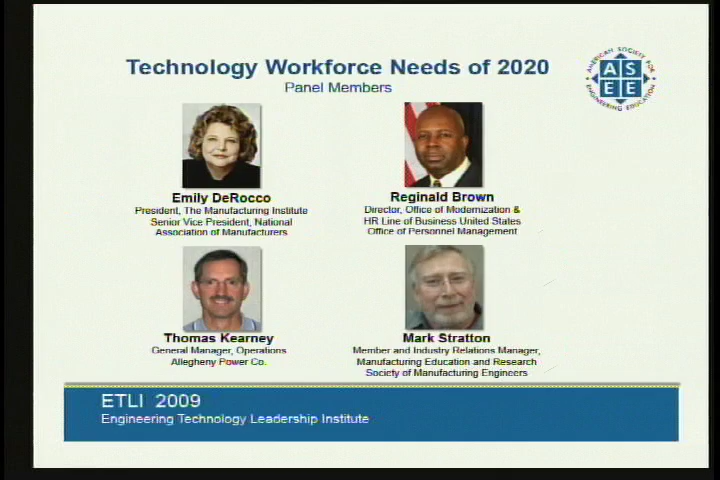 Technology Workforce Needs of 2020
Panel Members
AMERICAN SOCIETY FOR
ENGINEERING EDUCATION
AS
EE
Emily DeRocco
President, The Manufacturing Institute
Senior Vice President, National
Association of Manufacturers
Reginald Brown
Director, Office of Modernization &
HR Line of Business United States
Office of Personnel Management
Thomas Kearney
General Manager, Operations
Allegheny Power Co.
Mark Stratton
Member and Industry Relations Manager,
Manufacturing Education and Research
Society of Manufacturing Engineers
ETLI 2009
Engineering Technology Leadership Institute